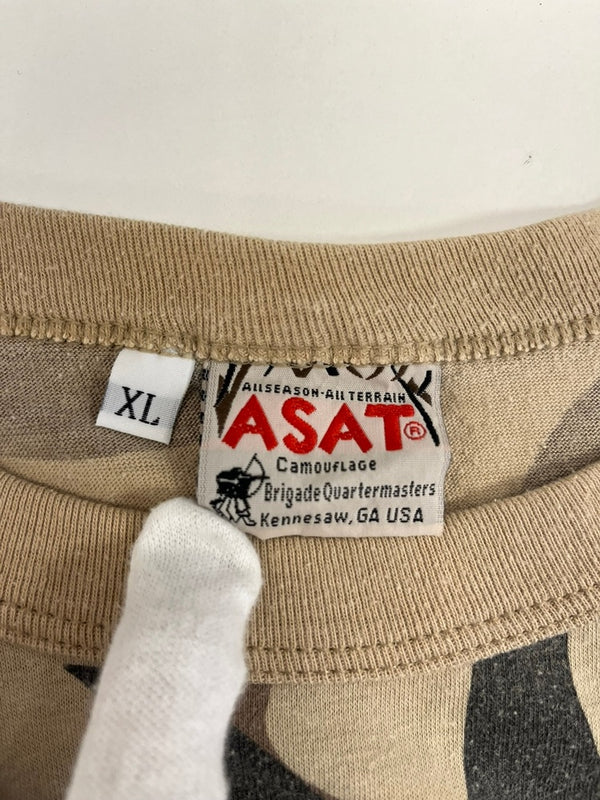 XL
ALLSEASON-ALL TERRAIN
ASAT®
Camouflage
Brigade Quartermasters
Kennesaw, GA USA